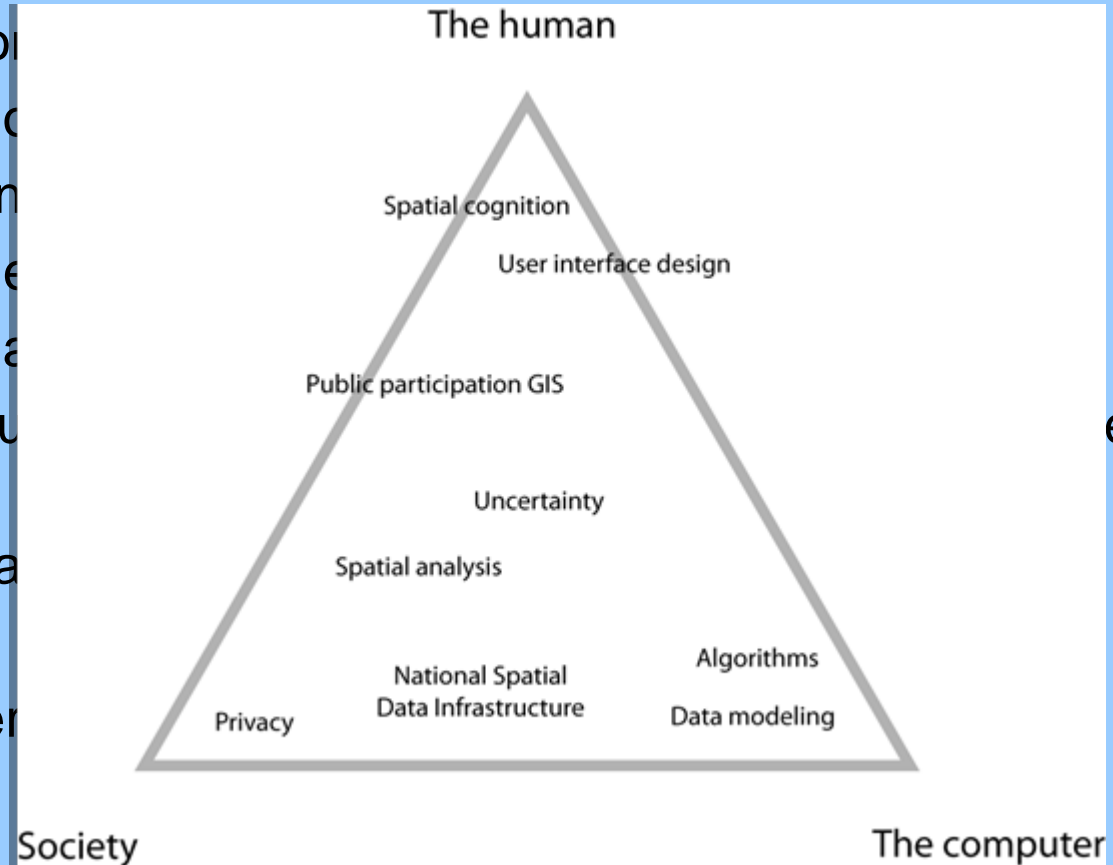 The human
Spatial cognition
User interface design
Public participation GIS
Uncertainty
Spatial analysis
Algorithms
National Spatial
Data Infrastructure
Data modeling
Privacy
Society
The computer